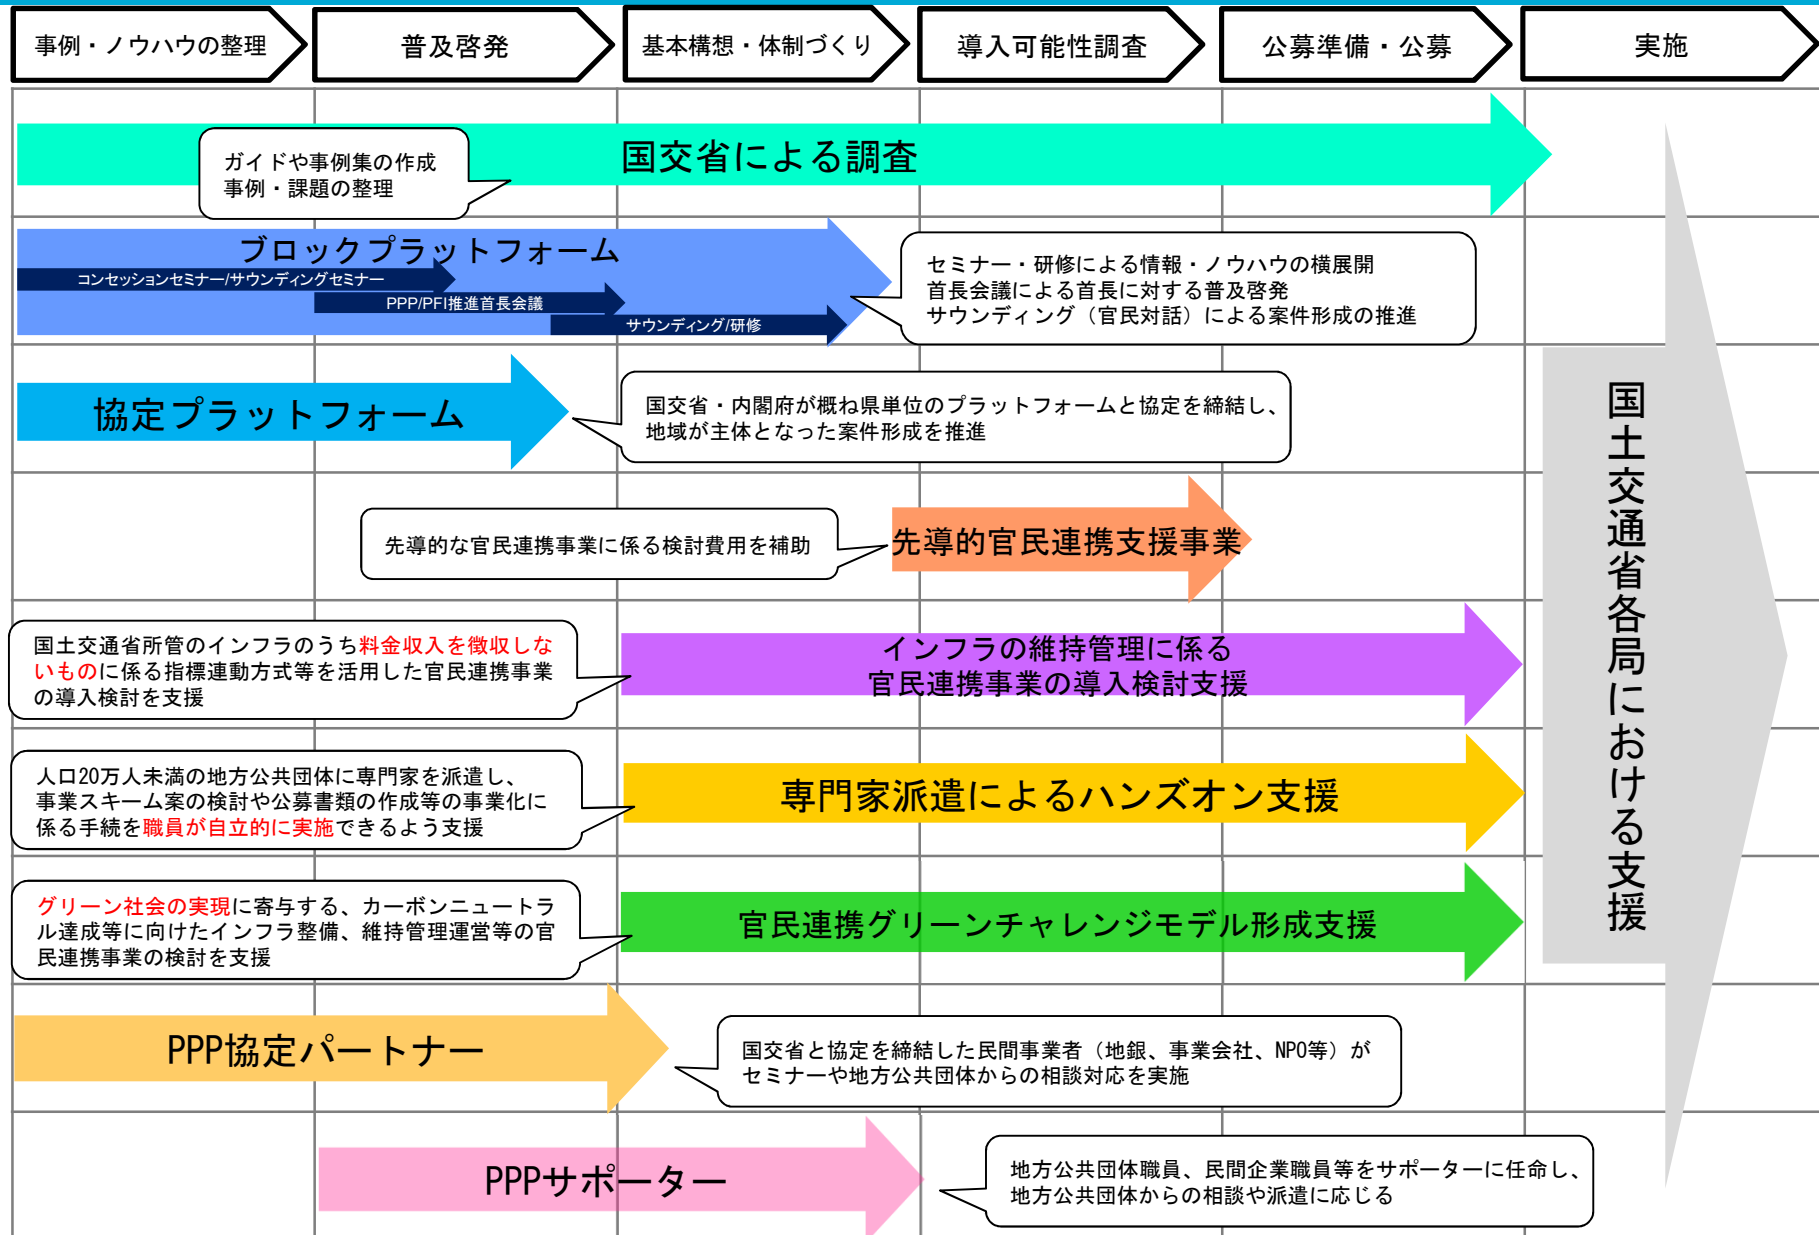 事例・ノウハウの整理
普及啓発
基本構想・体制づくり
導入可能性調査
公募準備・公募
実施
国交省による調査
ガイドや事例集の作成
事例・課題の整理
ブロックプラットフォーム
コンセッションセミナー/サウンディングセミナー
PPP/PFI推進首長会議
サウンディング/研修
セミナー・研修による情報・ノウハウの横展開
首長会議による首長に対する普及啓発
サウンディング（官民対話）による案件形成の推進
協定プラットフォーム
国交省・内閣府が概ね県単位のプラットフォームと協定を締結し、
地域が主体となった案件形成を推進
先導的な官民連携事業に係る検討費用を補助
先導的官民連携支援事業
国土交通省所管のインフラのうち料金収入を徴収しな
いものに係る指標連動方式等を活用した官民連携事業
の導入検討を支援
インフラの維持管理に係る
官民連携事業の導入検討支援
人口20万人未満の地方公共団体に専門家を派遣し、
事業スキーム案の検討や公募書類の作成等の事業化に
係る手続を職員が自立的に実施できるよう支援
専門家派遣によるハンズオン支援
グリーン社会の実現に寄与する、カーボンニュートラ
ル達成等に向けたインフラ整備、維持管理運営等の官
民連携事業の検討を支援
官民連携グリーンチャレンジモデル形成支援
PPP協定パートナー
国交省と協定を締結した民間事業者（地銀、事業会社、NPO等）が
セミナーや地方公共団体からの相談対応を実施
PPPサポーター
地方公共団体職員、民間企業職員等をサポーターに任命し、
地方公共団体からの相談や派遣に応じる
国土交通省各局における支援